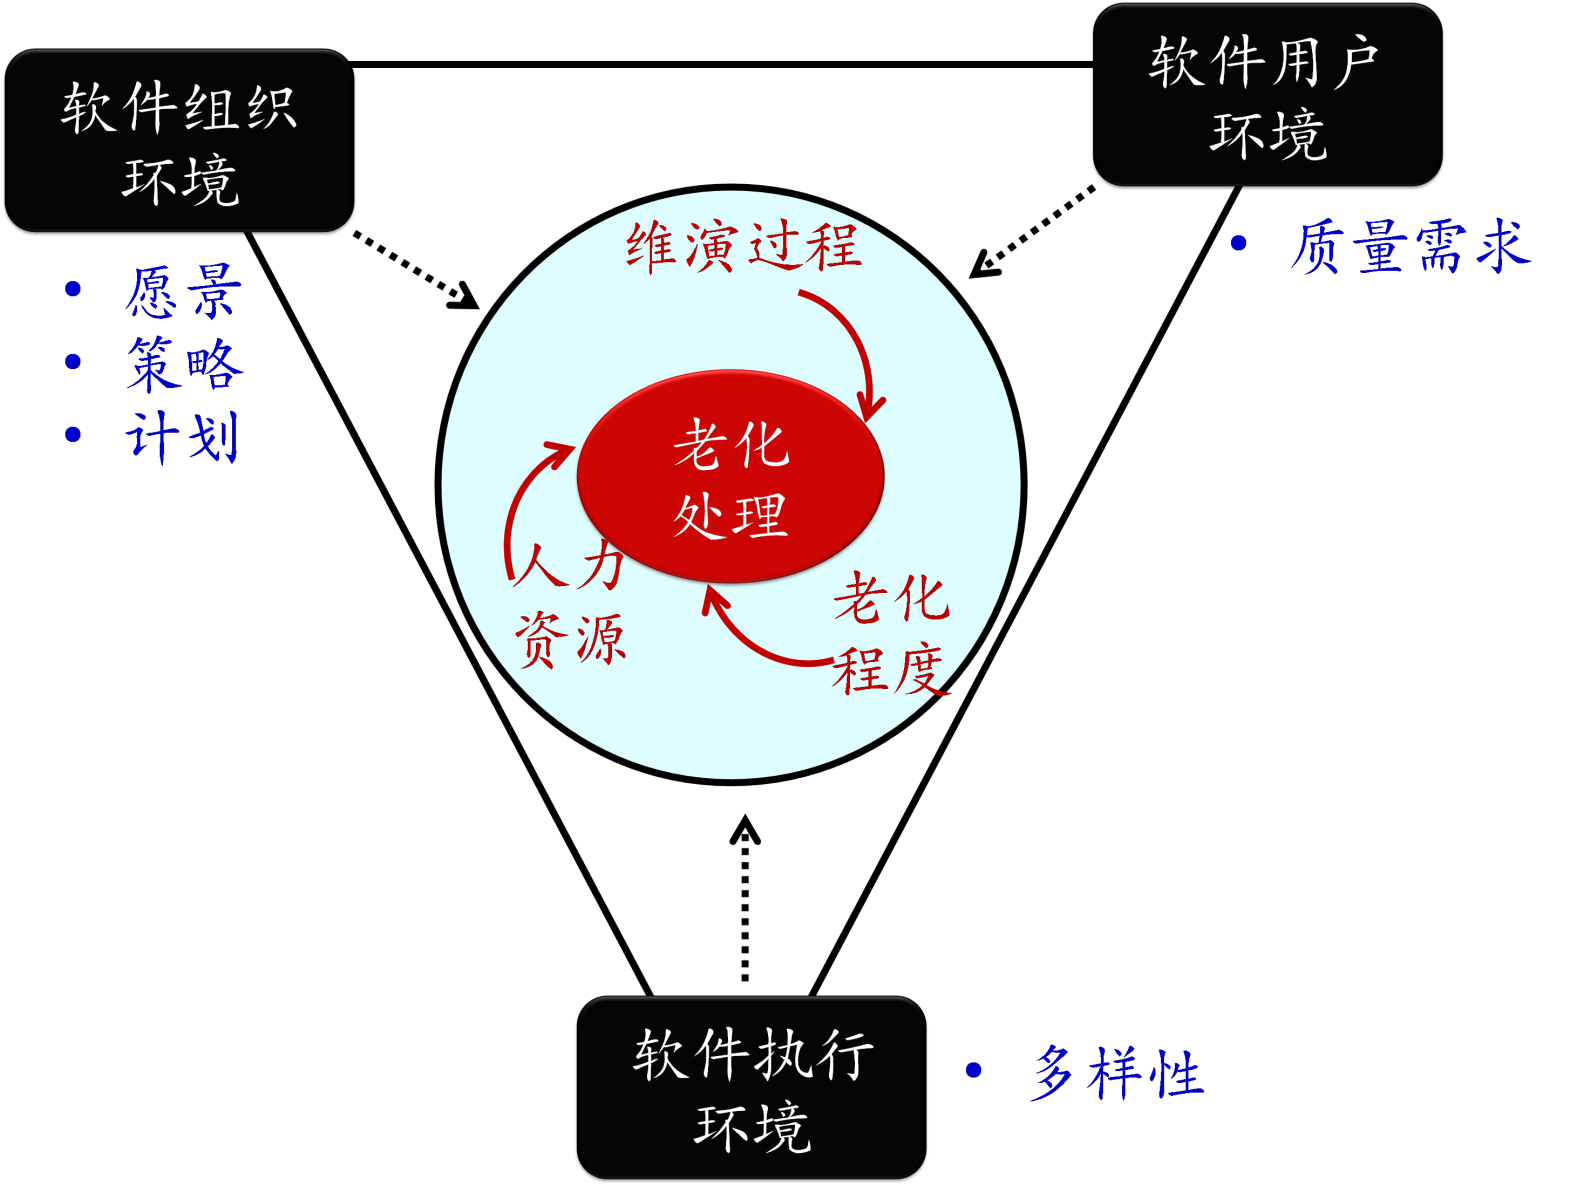 软件组织
环境
软件用户
环境
• 愿景
• 策略
• 计划
• 质量需求
维演过程
老化
处理
人力
资源
老化
程度
软件执行
环境
• 多样性